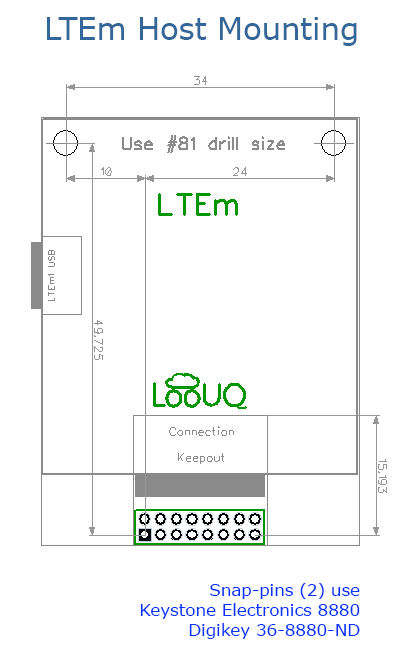 LTEm Host Mounting
34
Use #81 drill size
10
24
LTEm
LTEm1 USB
49,725
LooUQ
Connection
Keepout
15,193
Snap-pins (2) use
Keystone Electronics 8880
Digikey 36-8880-ND